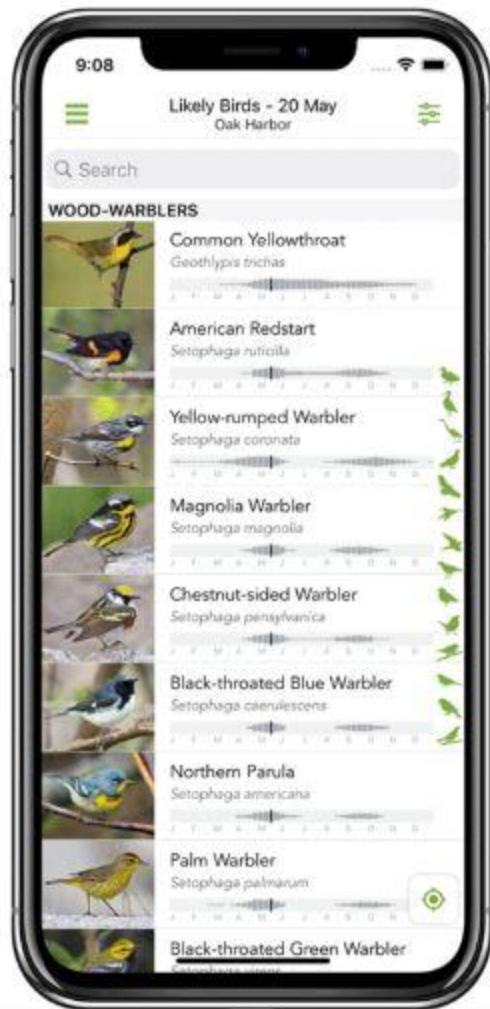 9:08
Likely Birds - 20 May
Oak Harbor
Search
WOOD-WARBLERS
Common Yellowthroat
Geothlypis trichas
J F M A M J J A S O N D
American Redstart
Setophaga ruticilla
J F M A M J J A S O N D
Yellow-rumped Warbler
Setophaga coronata
J F M A M J J A S O N D
Magnolia Warbler
Setophaga magnolia
J F M A M J J A S O N D
Chestnut-sided Warbler
Setophaga pensylvanica
J F M A M J J A S O N D
Black-throated Blue Warbler
Setophaga caerulescens
J F M A M J J A S O N D
Northern Parula
Setophaga americana
J F M A M J J A S O N D
Palm Warbler
Setophaga palmarum
J F M A M J J A S O N
Black-throated Green Warbler
Setophaga virens